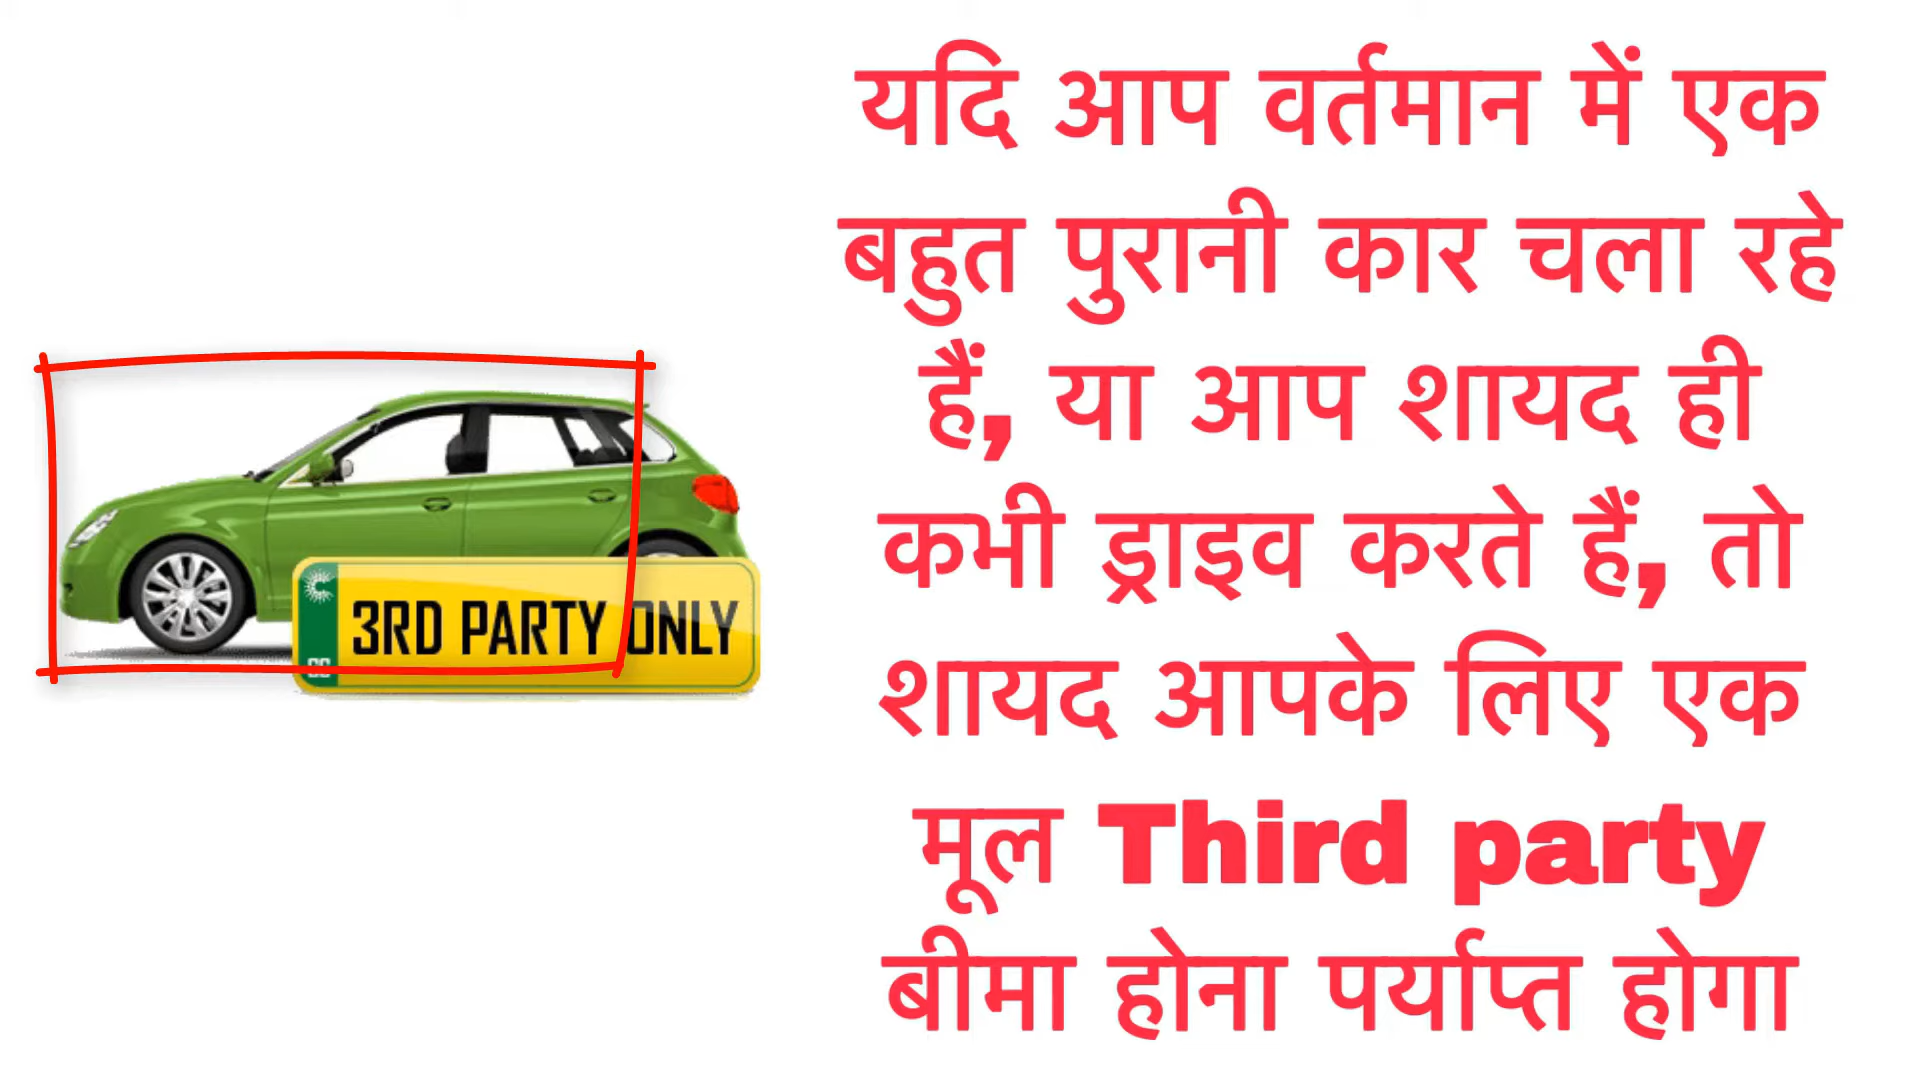 यदि आप वर्तमान में एक
बहुत पुरानी कार चला रहे
हैं, या आप शायद ही
कभी ड्राइव करते हैं, तो
शायद आपके लिए एक
मूल Third party
बीमा होना पर्याप्त होगा
3RD PARTY ONLY